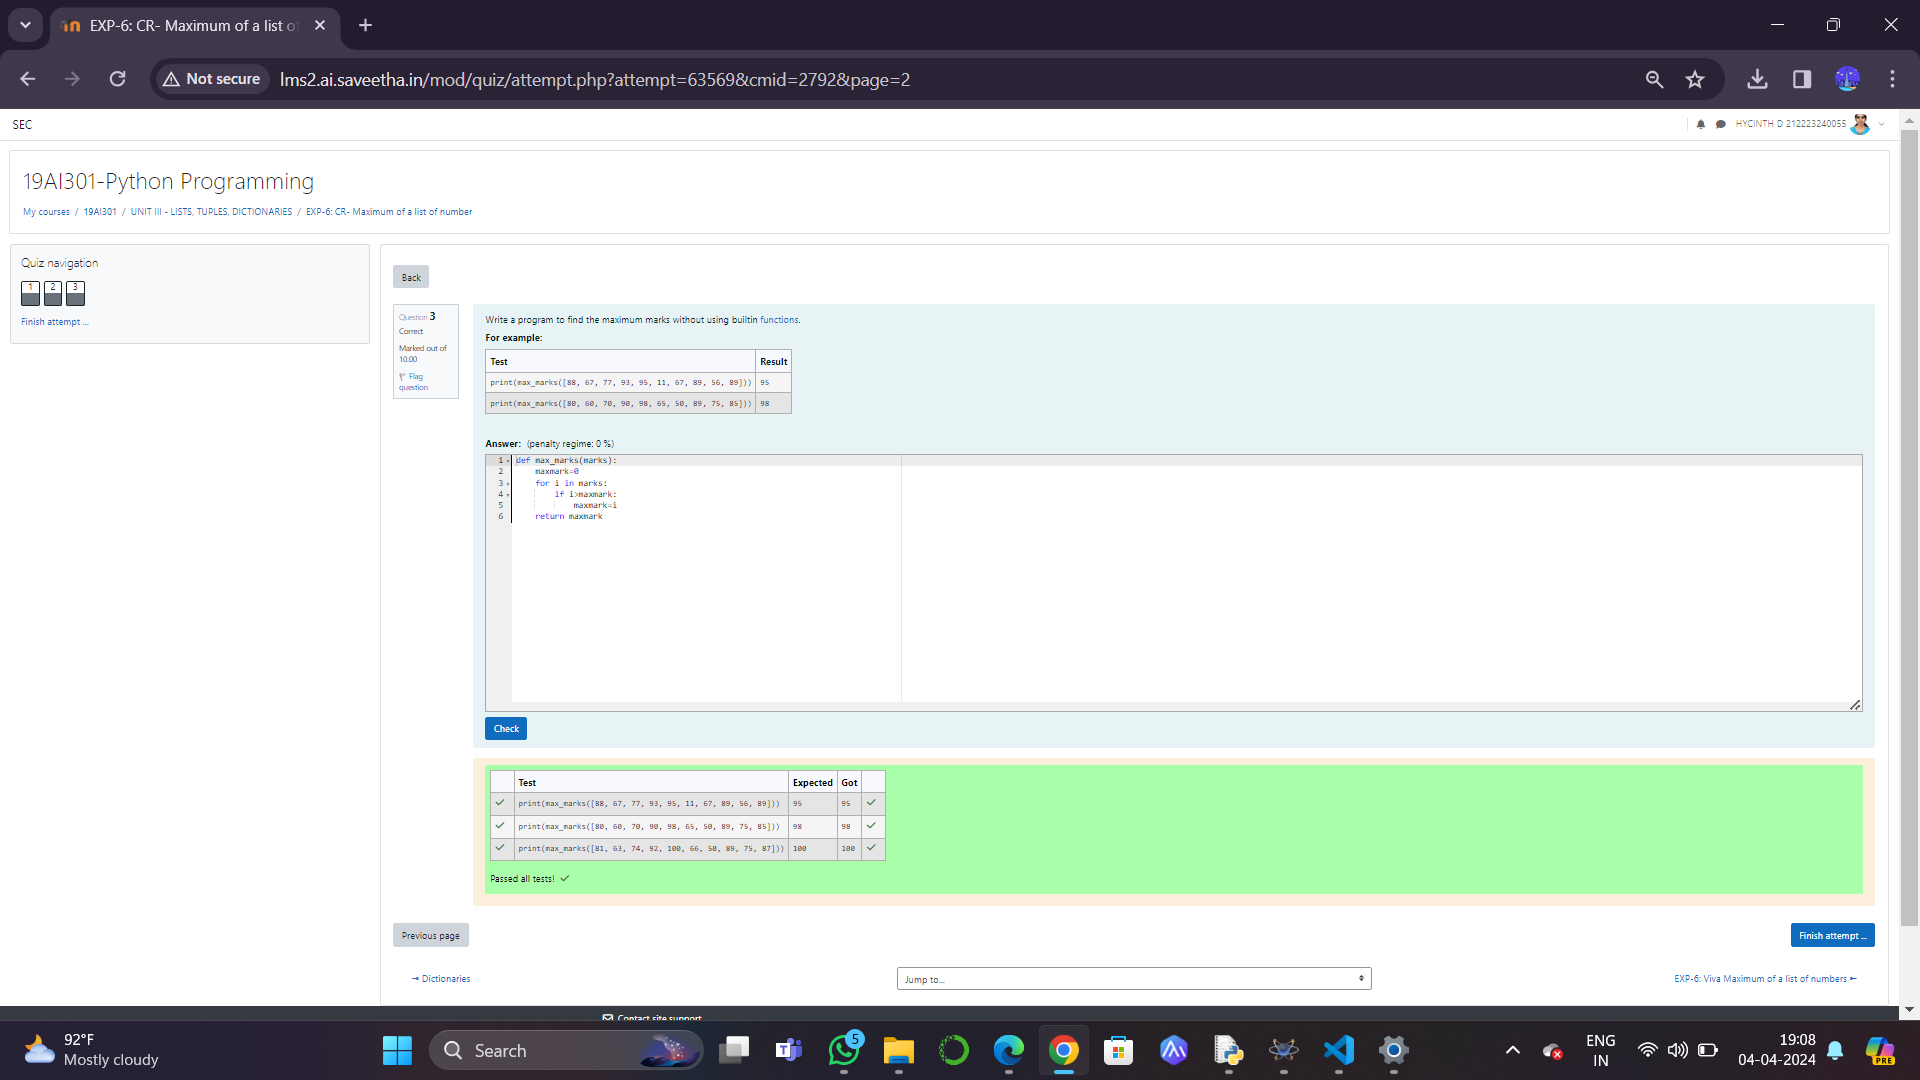 EXP-6: CR- Maximum of a list o
Not secure
lms2.ai.saveetha.in/mod/quiz/attempt.php?attempt=63569&cmid=2792&page=2
SEC
HYCINTH D 212223240055
19AI301-Python Programming
My courses / 19AI301 / UNIT III - LISTS, TUPLES, DICTIONARIES / EXP-6: CR- Maximum of a list of number
Quiz navigation
1 2 3
Finish attempt ...
Back
Question 3
Correct
Marked out of
10.00
Flag
question
Write a program to find the maximum marks without using builtin functions.
For example:
Test Result
print(max_marks([88, 67, 77, 93, 95, 11, 67, 89, 56, 89])) 95
print(max_marks([80, 60, 70, 90, 98, 65, 50, 89, 75, 85])) 98
Answer: (penalty regime: 0 %)
1 def max_marks(marks):
2 maxmark=0
3 for i in marks:
4 if i>maxmark:
5 maxmark=i
6 return maxmark
Check
Test Expected Got
print(max_marks([88, 67, 77, 93, 95, 11, 67, 89, 56, 89])) 95 95
print(max_marks([80, 60, 70, 90, 98, 65, 50, 89, 75, 85])) 98 98
print(max_marks([81, 63, 74, 92, 100, 66, 50, 89, 75, 87])) 100 100
Passed all tests!
Previous page
Finish attempt ...
Dictionaries
Jump to...
EXP-6: Viva Maximum of a list of numbers
Contact site support
92°F
Mostly cloudy
Search
5
ENG
IN
19:08
04-04-2024
PRE